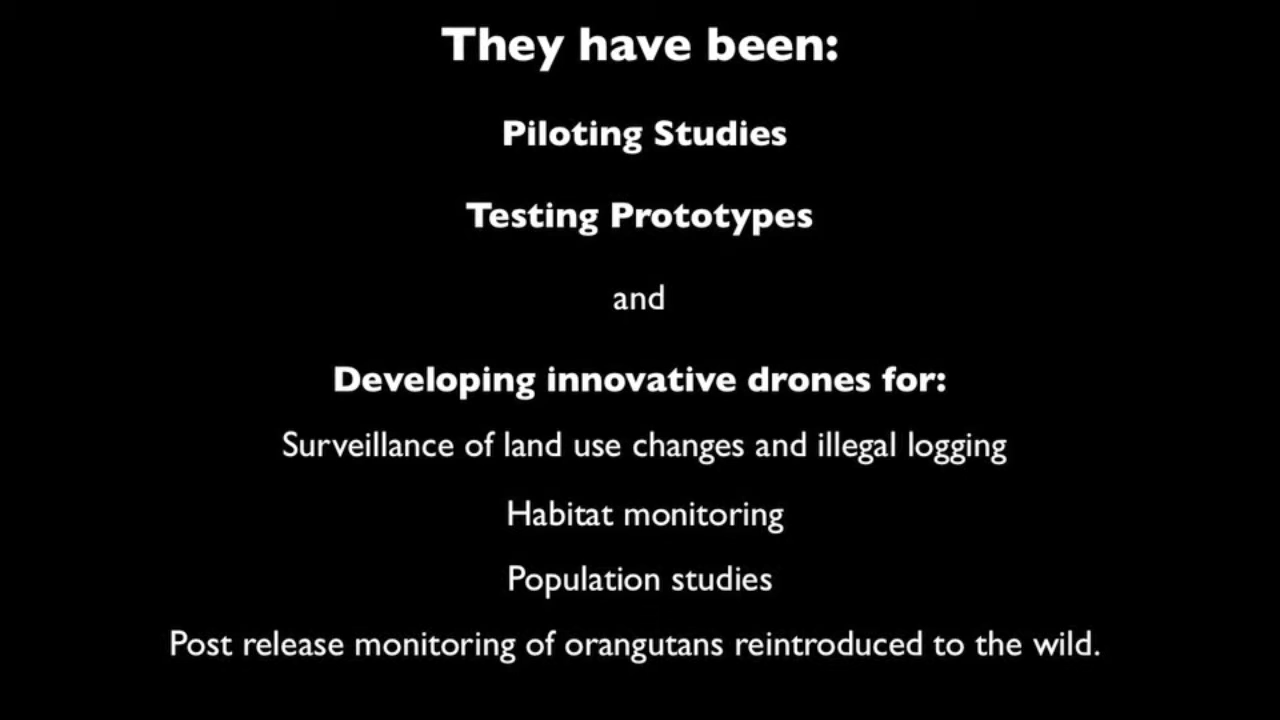 They have been:
Piloting Studies
Testing Prototypes
and
Developing innovative drones for:
Surveillance of land use changes and illegal logging
Habitat monitoring
Population studies
Post release monitoring of orangutans reintroduced to the wild.